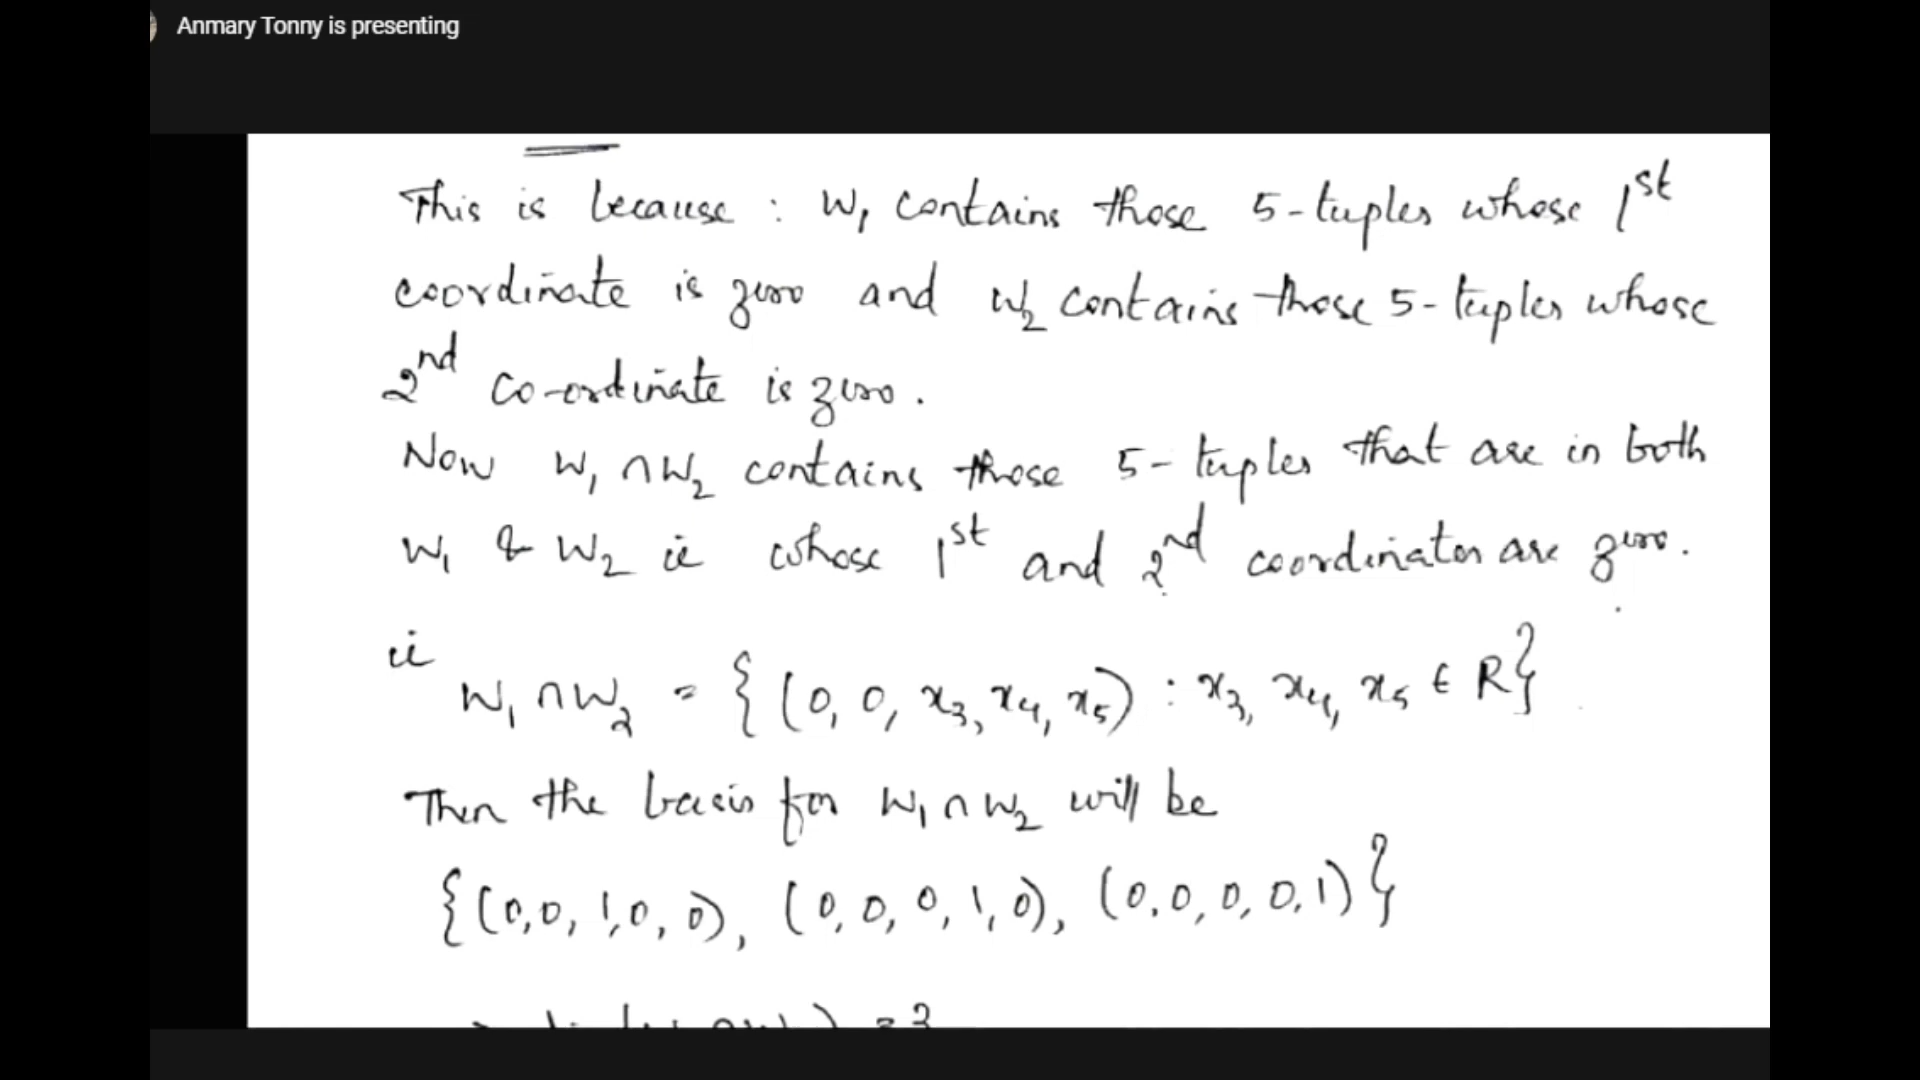 Anmary Tonny is presenting
This is because : W₁ contains those 5-tuples whose 1st
coordinate is zero and W₂ contains those 5-tuples whose
2nd co-ordinate is zero.
Now W₁ ∩ W₂ contains those 5-tuples that are in both
W₁ & W₂ ie whose 1st and 2nd coordinates are zero.
ie
W₁ ∩ W₂ = {(0, 0, x₃, x₄, x₅) : x₃, x₄, x₅ ∈ R}
Then the basis for W₁ ∩ W₂ will be
{(0,0,1,0,0), (0,0,0,1,0), (0,0,0,0,1)}